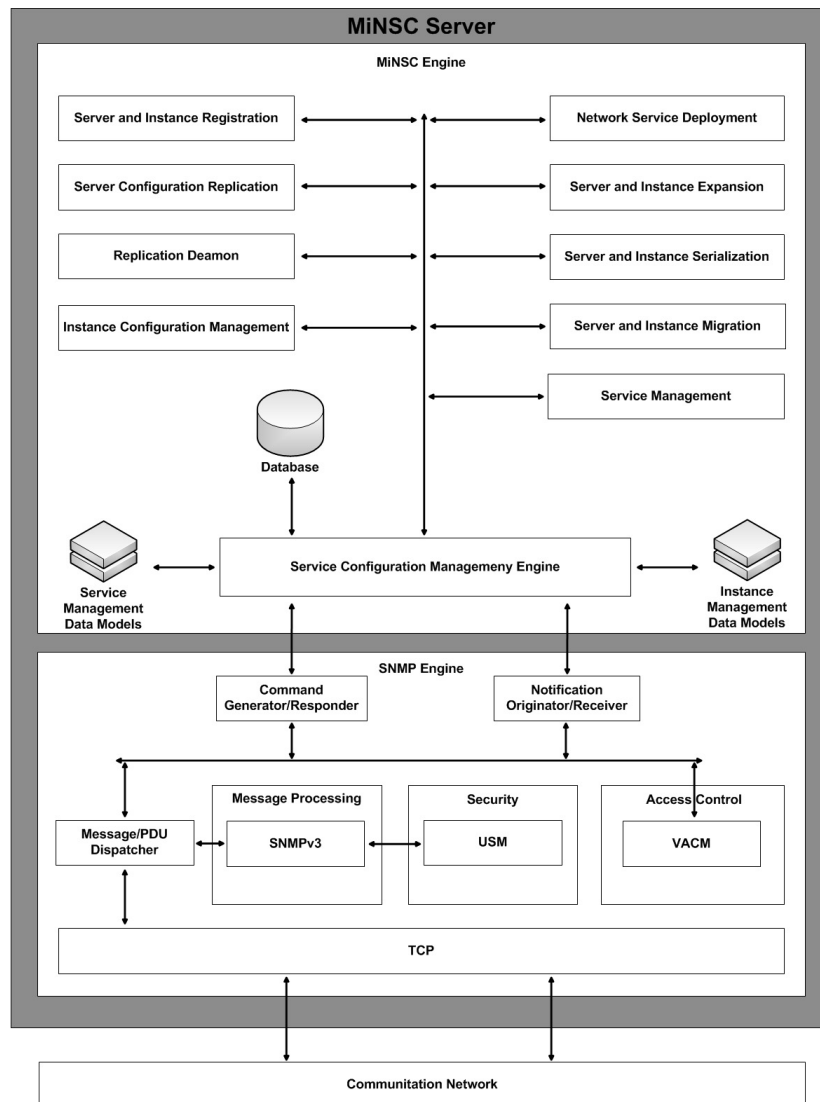 MiNSC Server
MiNSC Engine
Server and Instance Registration
Network Service Deployment
Server Configuration Replication
Server and Instance Expansion
Replication Deamon
Server and Instance Serialization
Instance Configuration Management
Server and Instance Migration
Service Management
Database
Service Configuration Managemeny Engine
Service
Management
Data Models
Instance
Management
Data Models
SNMP Engine
Command
Generator/Responder
Notification
Originator/Receiver
Message Processing
Security
Access Control
Message/PDU
Dispatcher
SNMPv3
USM
VACM
TCP
Communitation Network